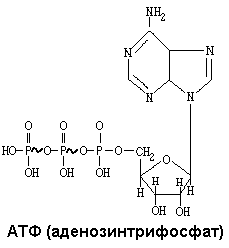 NH₂
N N
N N
O O O
HO-P-O~P-O~P-O-CH₂ O
OH OH OH
OH OH
АТФ (аденозинтрифосфат)